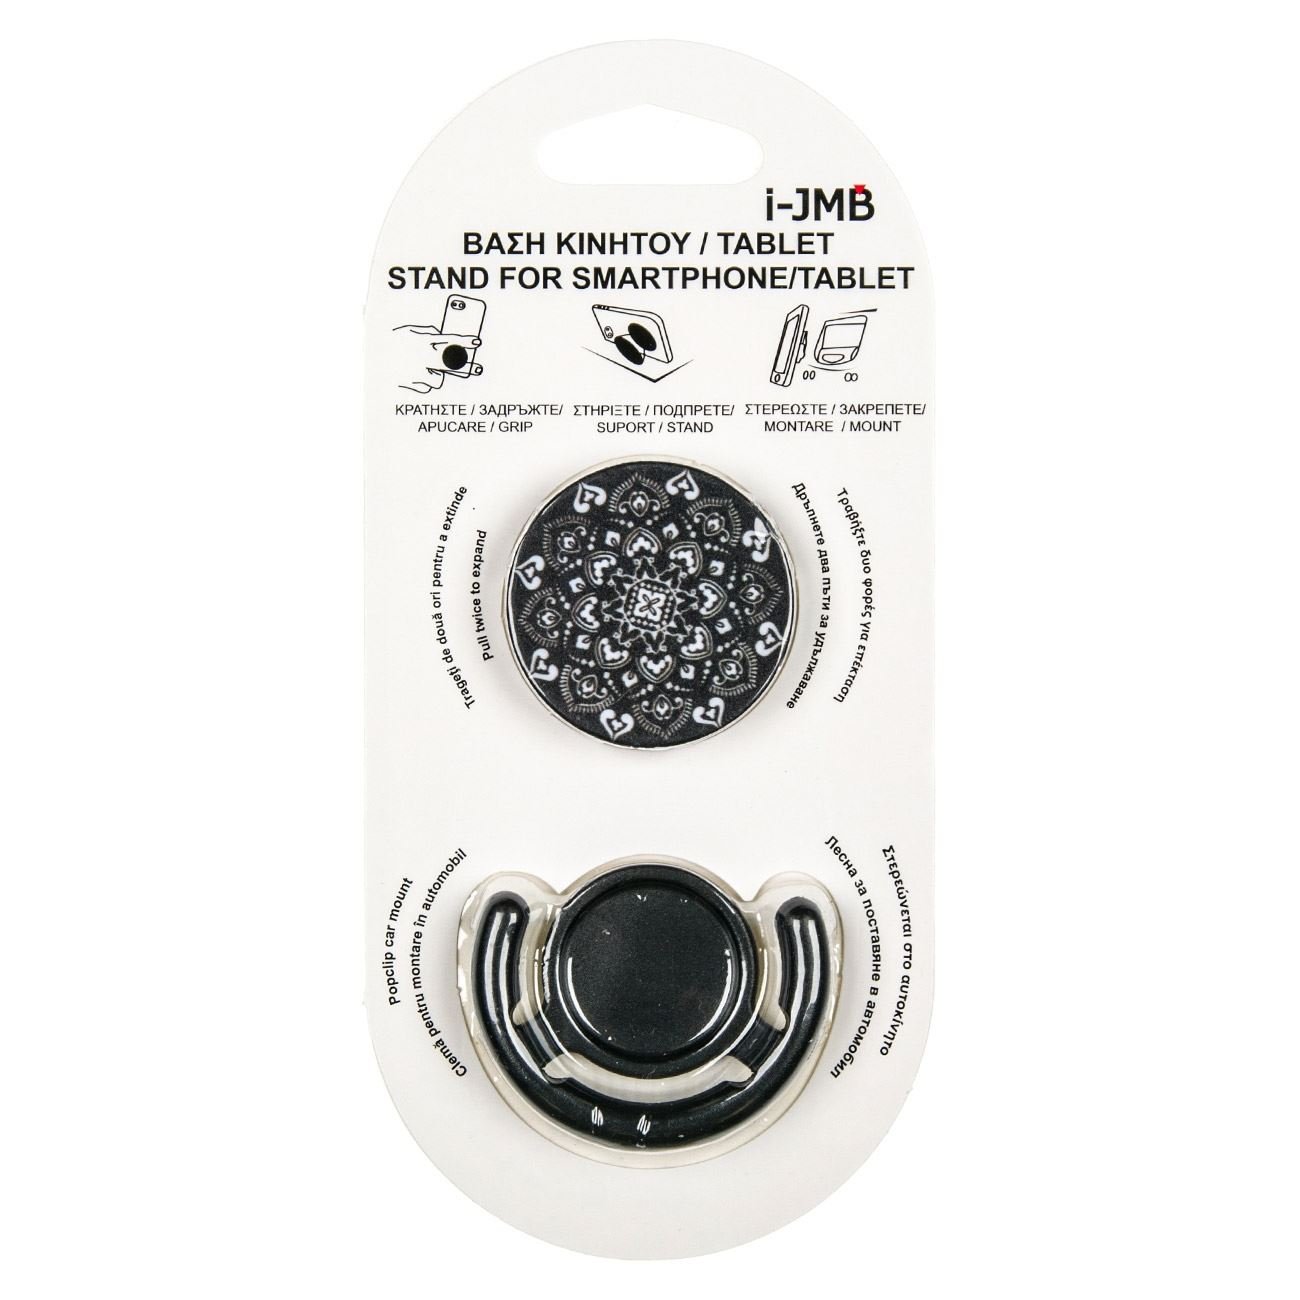 i-JMB
ΒΑΣΗ ΚΙΝΗΤΟΥ / TABLET
STAND FOR SMARTPHONE/TABLET
ΚΡΑΤΗΣΤΕ / ЗАДРЪЖТЕ/
APUCARE / GRIP
ΣΤΗΡΙΞΤΕ / ПОДПРЕТЕ/
SUPORT / STAND
ΣΤΕΡΕΩΣΤΕ / ЗАКРЕПЕТЕ/
MONTARE / MOUNT
Trageți de două ori pentru a extinde
Pull twice to expand
Дръпнете два пъти за удължаване
Τραβήξτε δυο φορές για επέκταση
Popclip car mount
Clemă pentru montare în automobil
Лесна за поставяне в автомобил
Στερεώνεται στο αυτοκίνητο